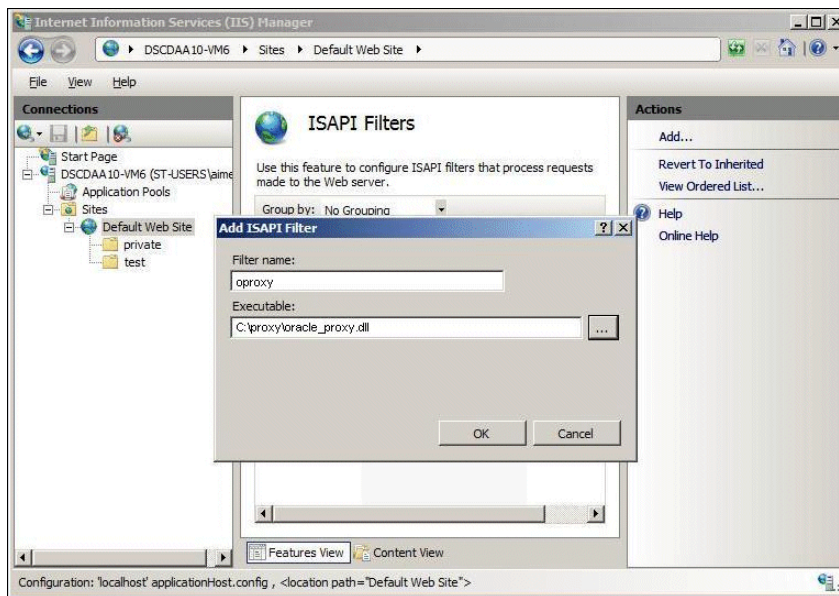 Internet Information Services (IIS) Manager
DSCDAA10-VM6 Sites Default Web Site
File View Help
Connections
Start Page
DSCDAA10-VM6 (ST-USERS\aime
Application Pools
Sites
Default Web Site
private
test
ISAPI Filters
Use this feature to configure ISAPI filters that process requests
made to the Web server.
Group by: No Grouping
Add ISAPI Filter
Filter name:
oproxy
Executable:
C:\proxy\oracle_proxy.dll
...
OK Cancel
Features View Content View
Actions
Add...
Revert To Inherited
View Ordered List...
Help
Online Help
Configuration: 'localhost' applicationHost.config , <location path="Default Web Site">